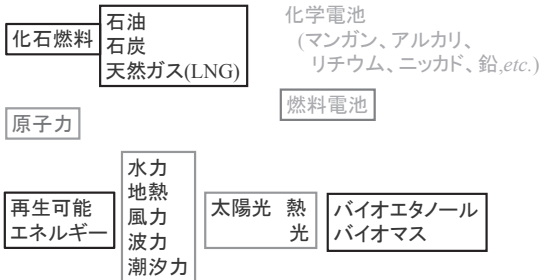 化石燃料
石油
石炭
天然ガス(LNG)
化学電池
(マンガン、アルカリ、
リチウム、ニッカド、鉛,etc.)
燃料電池
原子力
再生可能
エネルギー
水力
地熱
風力
波力
潮汐力
太陽光 熱
光
バイオエタノール
バイオマス